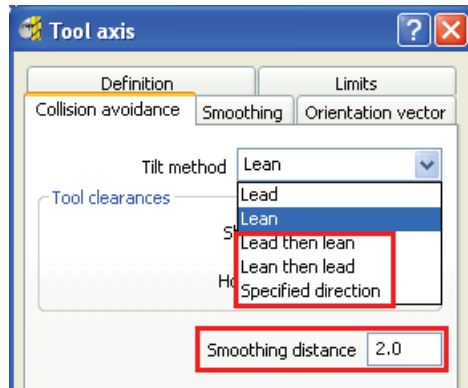 Tool axis
Definition Limits
Collision avoidance Smoothing Orientation vector
Tilt method Lean
Tool clearances
Lead
Lean
Lead then lean
Lean then lead
Specified direction
Smoothing distance 2.0